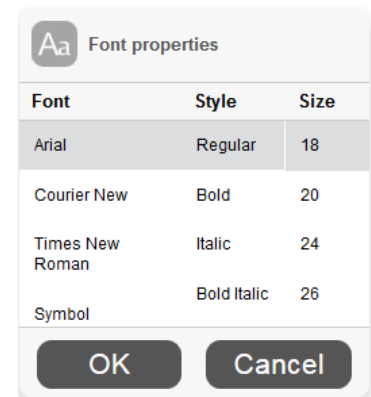 Aa Font properties
Font Style Size
Arial Regular 18
Courier New Bold 20
Times New Italic 24
Roman
Bold Italic 26
Symbol
OK Cancel